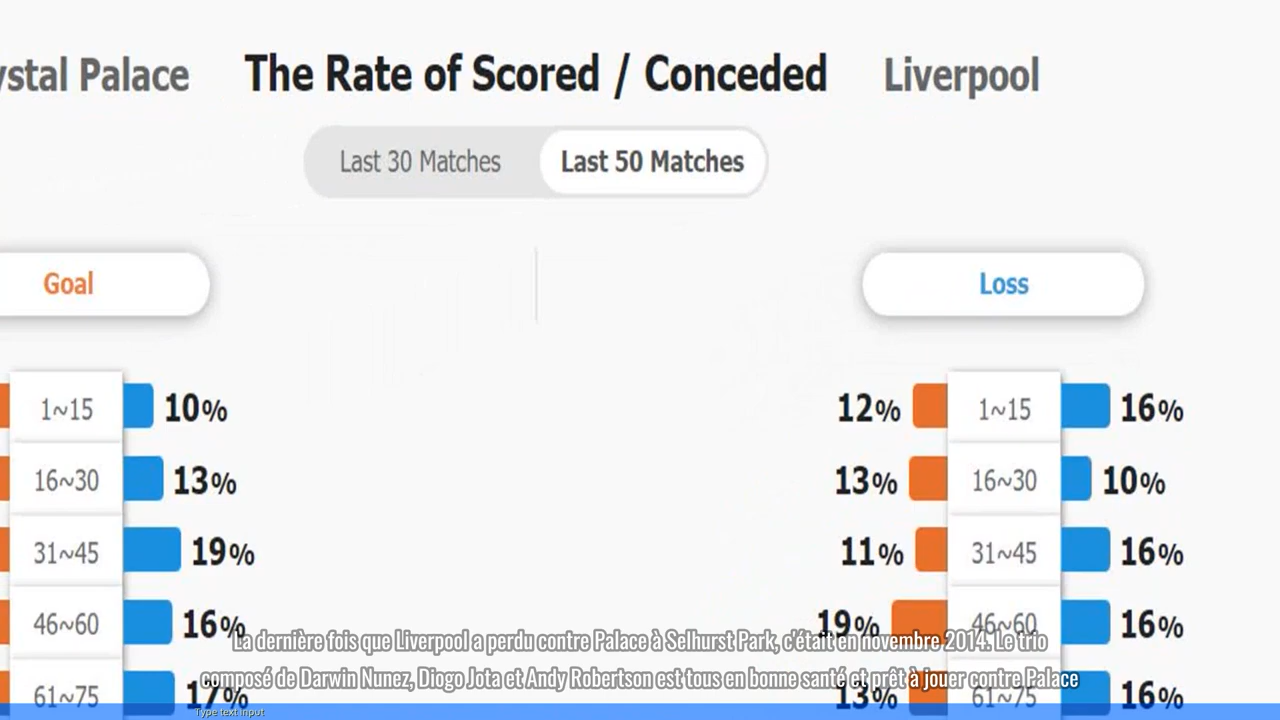 ystal Palace The Rate of Scored / Conceded Liverpool
Last 30 Matches Last 50 Matches
Goal Loss
1~15 10% 12% 1~15 16%
16~30 13% 13% 16~30 10%
31~45 19% 11% 31~45 16%
46~60 16% 19% 46~60 16%
La dernière fois que Liverpool a perdu contre Palace à Selhurst Park, c'était en novembre 2014. Le trio
composé de Darwin Nunez, Diogo Jota et Andy Robertson est tous en bonne santé et prêt à jouer contre Palace
61~75 17% 13% 61~75 16%
Type text input